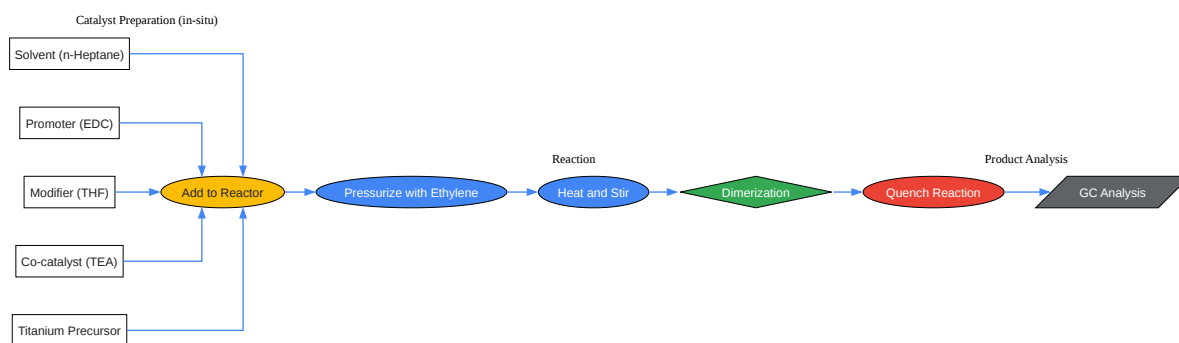 Catalyst Preparation (in-situ)
Solvent (n-Heptane)
Promoter (EDC)
Modifier (THF)
Co-catalyst (TEA)
Titanium Precursor
Add to Reactor
Reaction
Pressurize with Ethylene
Heat and Stir
Dimerization
Product Analysis
Quench Reaction
GC Analysis